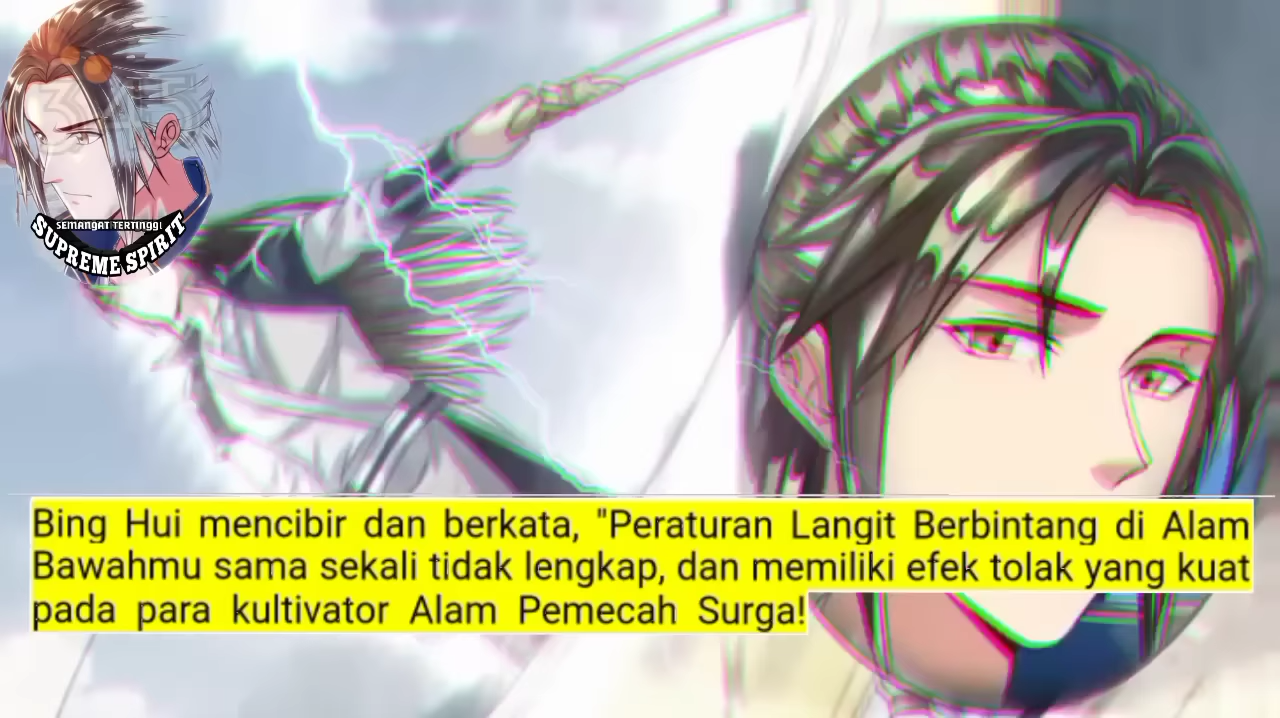 345
SEMANGAT TERTINGGI
SUPREME SPIRIT
Bing Hui mencibir dan berkata, "Peraturan Langit Berbintang di Alam
Bawahmu sama sekali tidak lengkap, dan memiliki efek tolak yang kuat
pada para kultivator Alam Pemecah Surga!